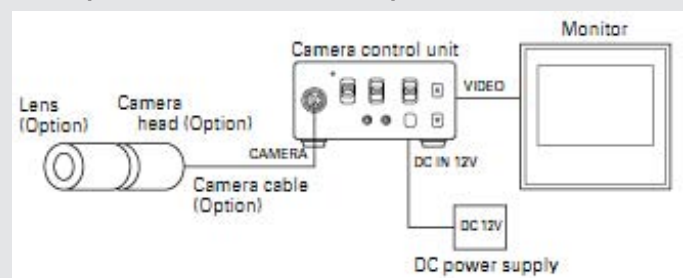 Monitor
Camera control unit
VIDEO
Lens
(Option)
Camera
head (Option)
CAMERA
Camera cable
(Option)
DC IN 12V
DC 12V
DC power supply